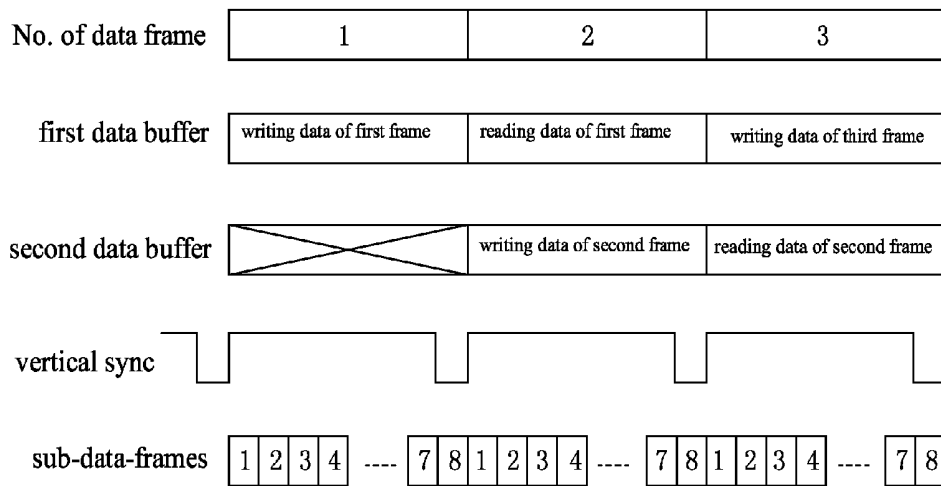 No. of data frame 1 2 3
first data buffer writing data of first frame reading data of first frame writing data of third frame
second data buffer writing data of second frame reading data of second frame
vertical sync
sub-data-frames 1 2 3 4 ---- 7 8 1 2 3 4 ---- 7 8 1 2 3 4 ---- 7 8